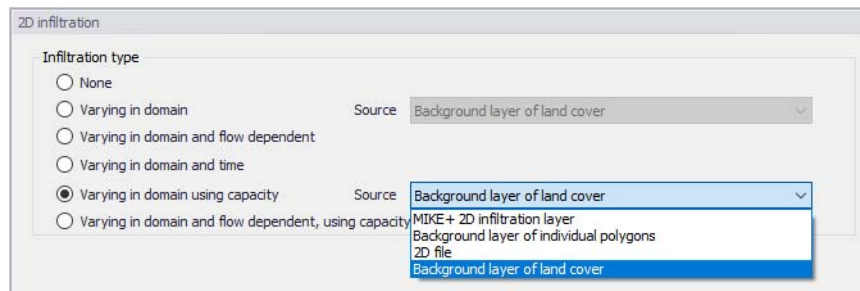 2D infiltration
Infiltration type
None
Varying in domain Source Background layer of land cover
Varying in domain and flow dependent
Varying in domain and time
Varying in domain using capacity Source Background layer of land cover
Varying in domain and flow dependent, using capacity
MIKE+ 2D infiltration layer
Background layer of individual polygons
2D file
Background layer of land cover